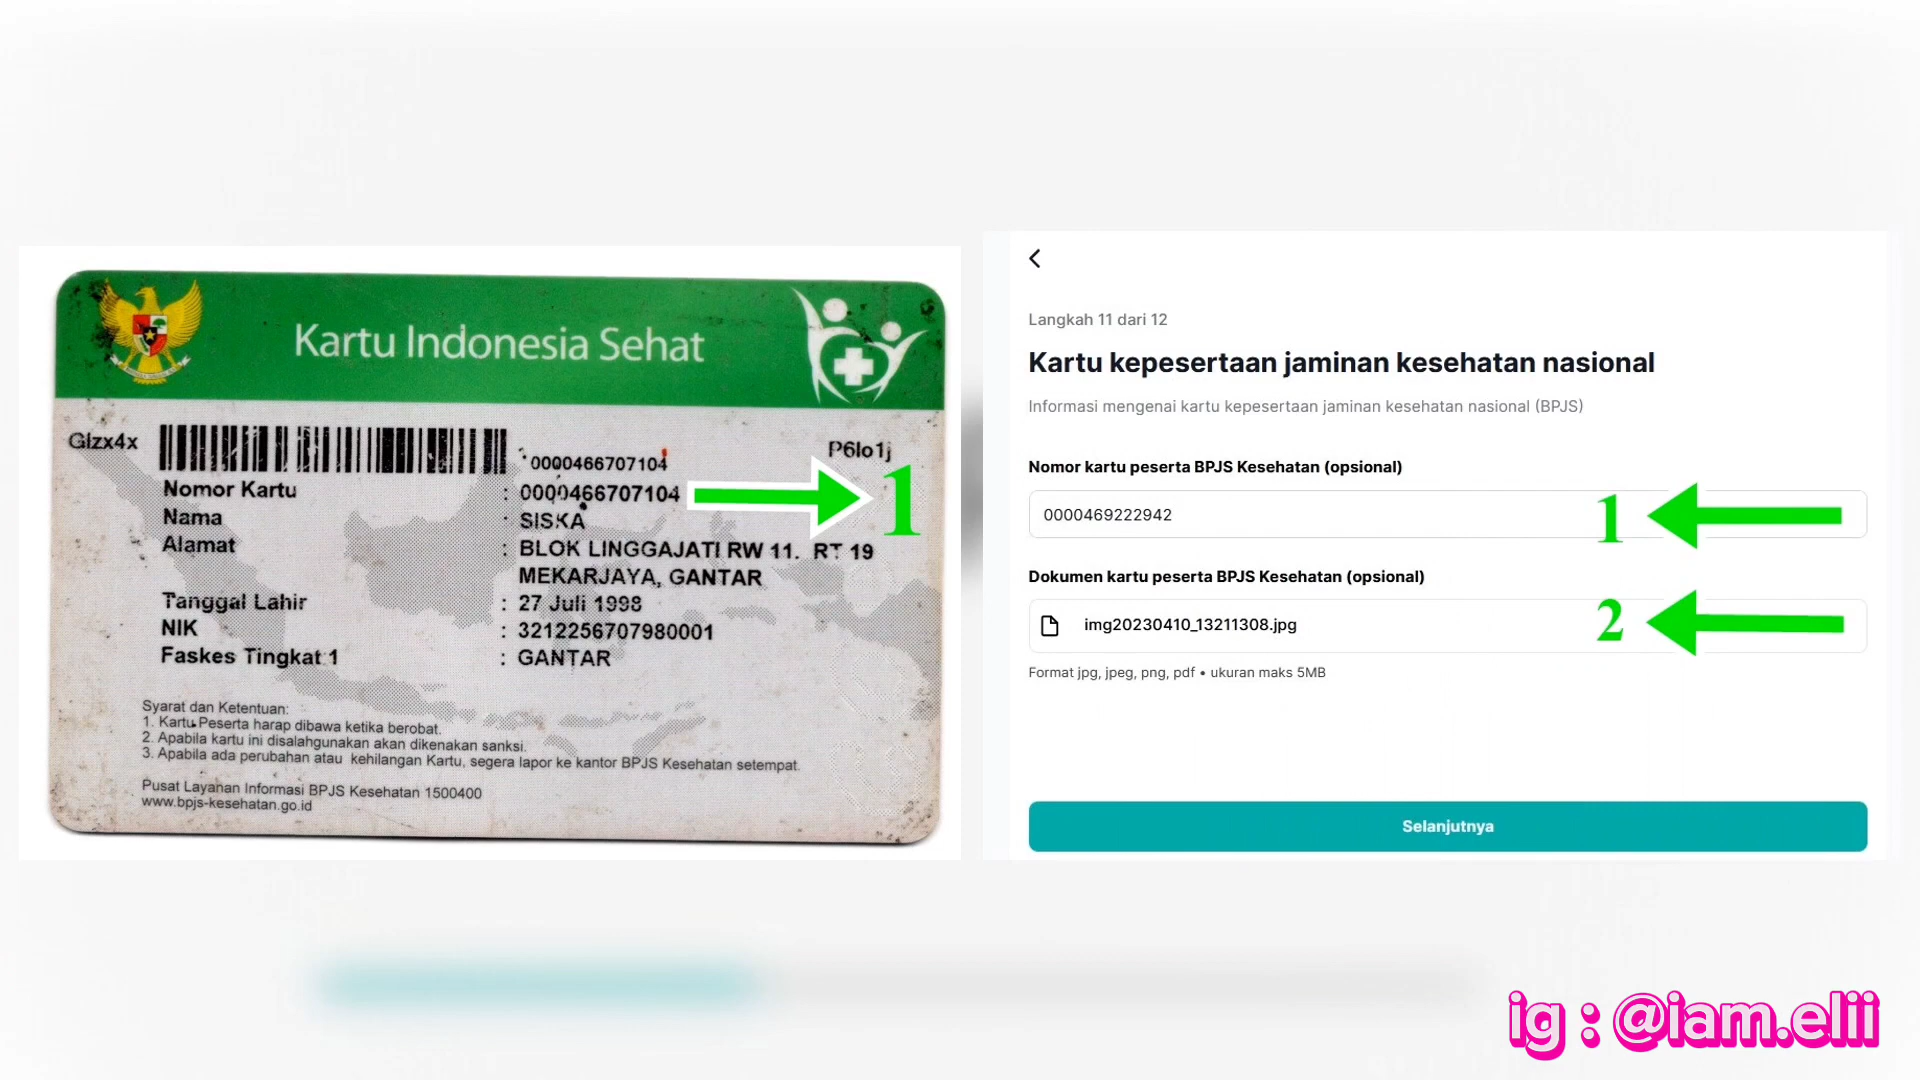 Kartu Indonesia Sehat
Glzx4x
P6lo1j
0000466707104
Nomor Kartu : 0000466707104
Nama : SISKA
Alamat : BLOK LINGGAJATI RW 11. RT 19
MEKARJAYA, GANTAR
Tanggal Lahir : 27 Juli 1998
NIK : 3212256707980001
Faskes Tingkat 1 : GANTAR
Syarat dan Ketentuan:
1. Kartu Peserta harap dibawa ketika berobat.
2. Apabila kartu ini disalahgunakan akan dikenakan sanksi.
3. Apabila ada perubahan atau kehilangan Kartu, segera lapor ke kantor BPJS Kesehatan setempat.
Pusat Layanan Informasi BPJS Kesehatan 1500400
www.bpjs-kesehatan.go.id
1
Langkah 11 dari 12
Kartu kepesertaan jaminan kesehatan nasional
Informasi mengenai kartu kepesertaan jaminan kesehatan nasional (BPJS)
Nomor kartu peserta BPJS Kesehatan (opsional)
0000469222942
1
Dokumen kartu peserta BPJS Kesehatan (opsional)
img20230410_13211308.jpg
2
Format jpg, jpeg, png, pdf • ukuran maks 5MB
Selanjutnya
ig : @iam.elii